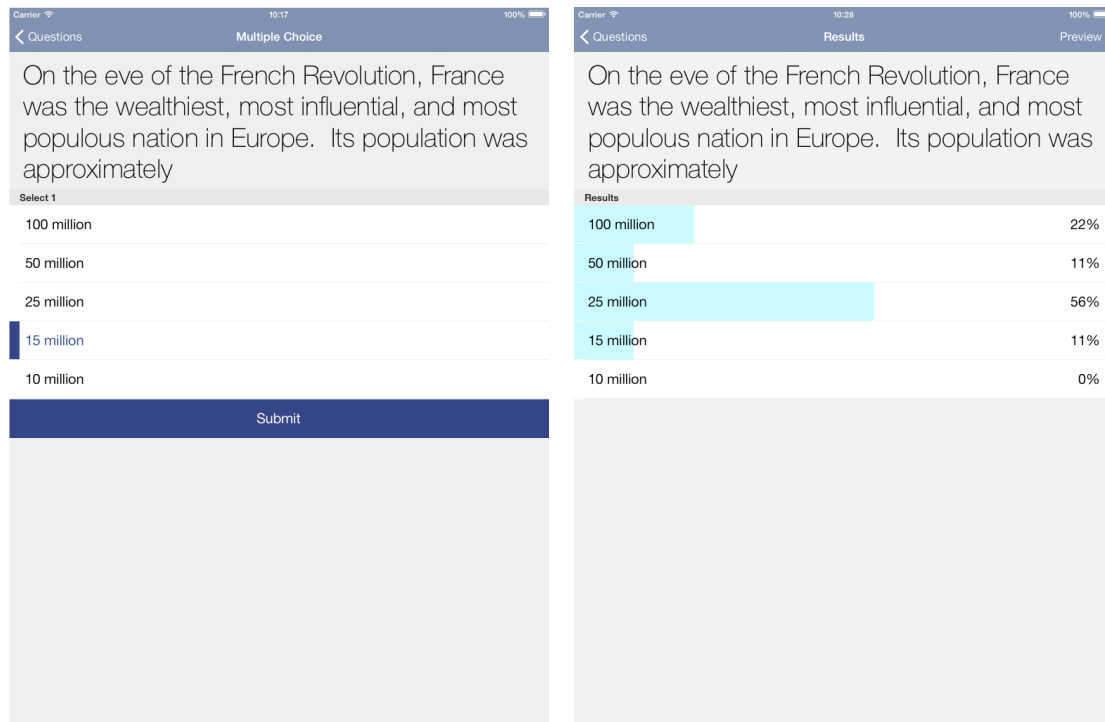 Carrier 10:17 100%
Questions Multiple Choice
On the eve of the French Revolution, France
was the wealthiest, most influential, and most
populous nation in Europe.  Its population was
approximately
Select 1
100 million
50 million
25 million
15 million
10 million
Submit
Carrier 10:28 100%
Questions Results Preview
On the eve of the French Revolution, France
was the wealthiest, most influential, and most
populous nation in Europe.  Its population was
approximately
Results
100 million 22%
50 million 11%
25 million 56%
15 million 11%
10 million 0%